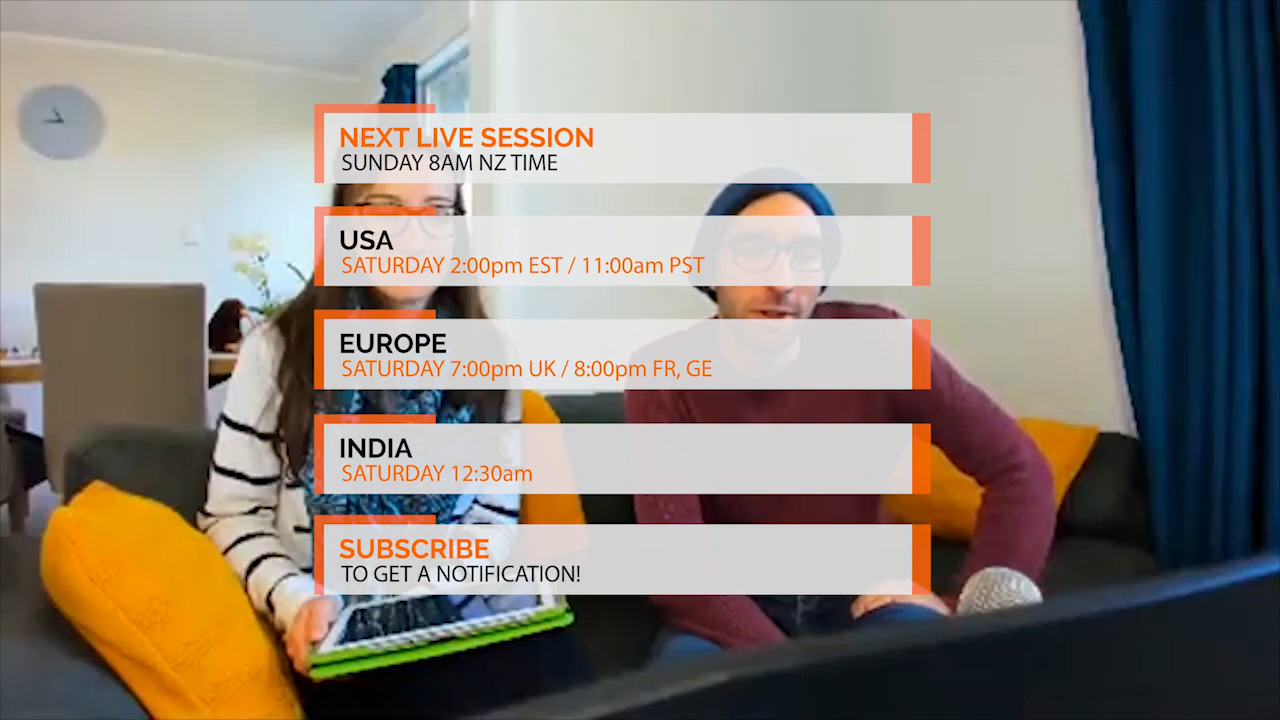 NEXT LIVE SESSION
SUNDAY 8AM NZ TIME
USA
SATURDAY 2:00pm EST / 11:00am PST
EUROPE
SATURDAY 7:00pm UK / 8:00pm FR, GE
INDIA
SATURDAY 12:30am
SUBSCRIBE
TO GET A NOTIFICATION!